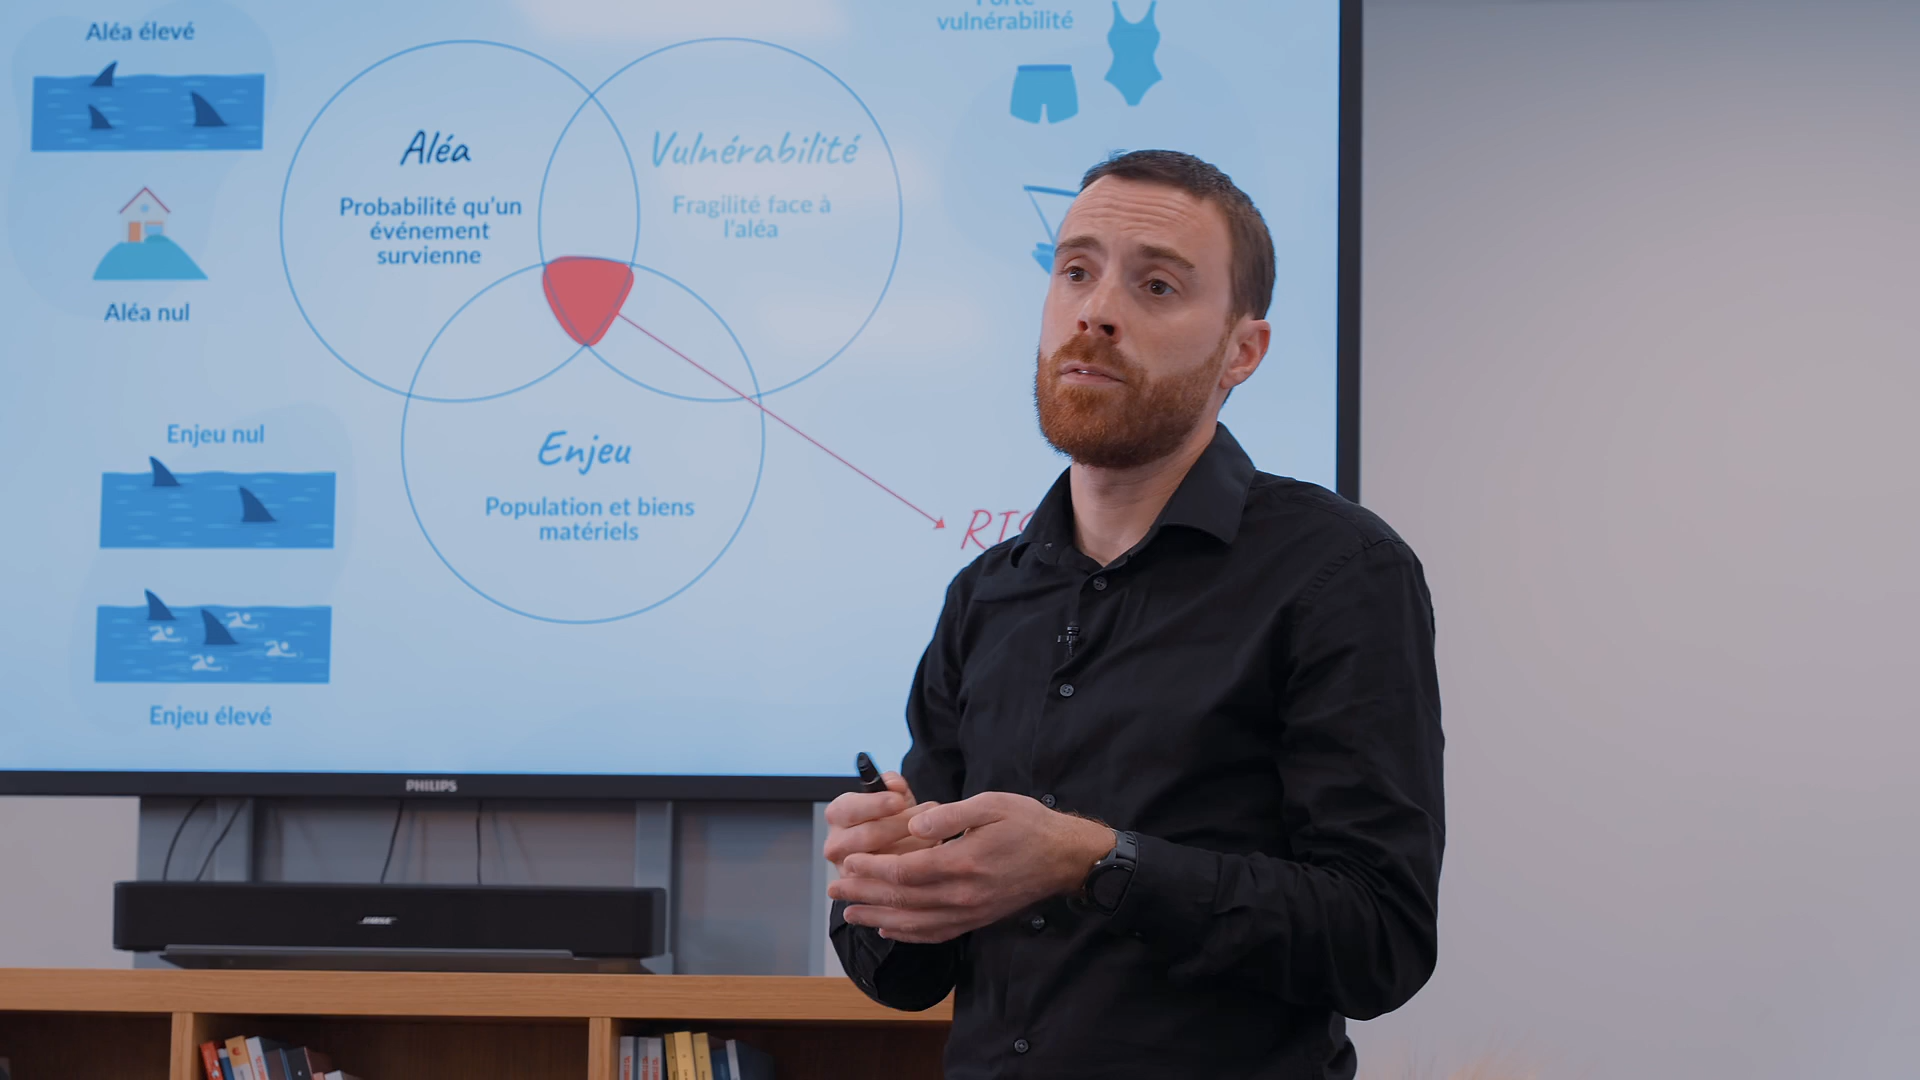 Aléa élevé
Aléa nul
Enjeu nul
Enjeu élevé
Aléa
Probabilité qu'un
événement
survienne
Vulnérabilité
Fragilité face à
l'aléa
Enjeu
Population et biens
matériels
vulnérabilité
PHILIPS
BOSE